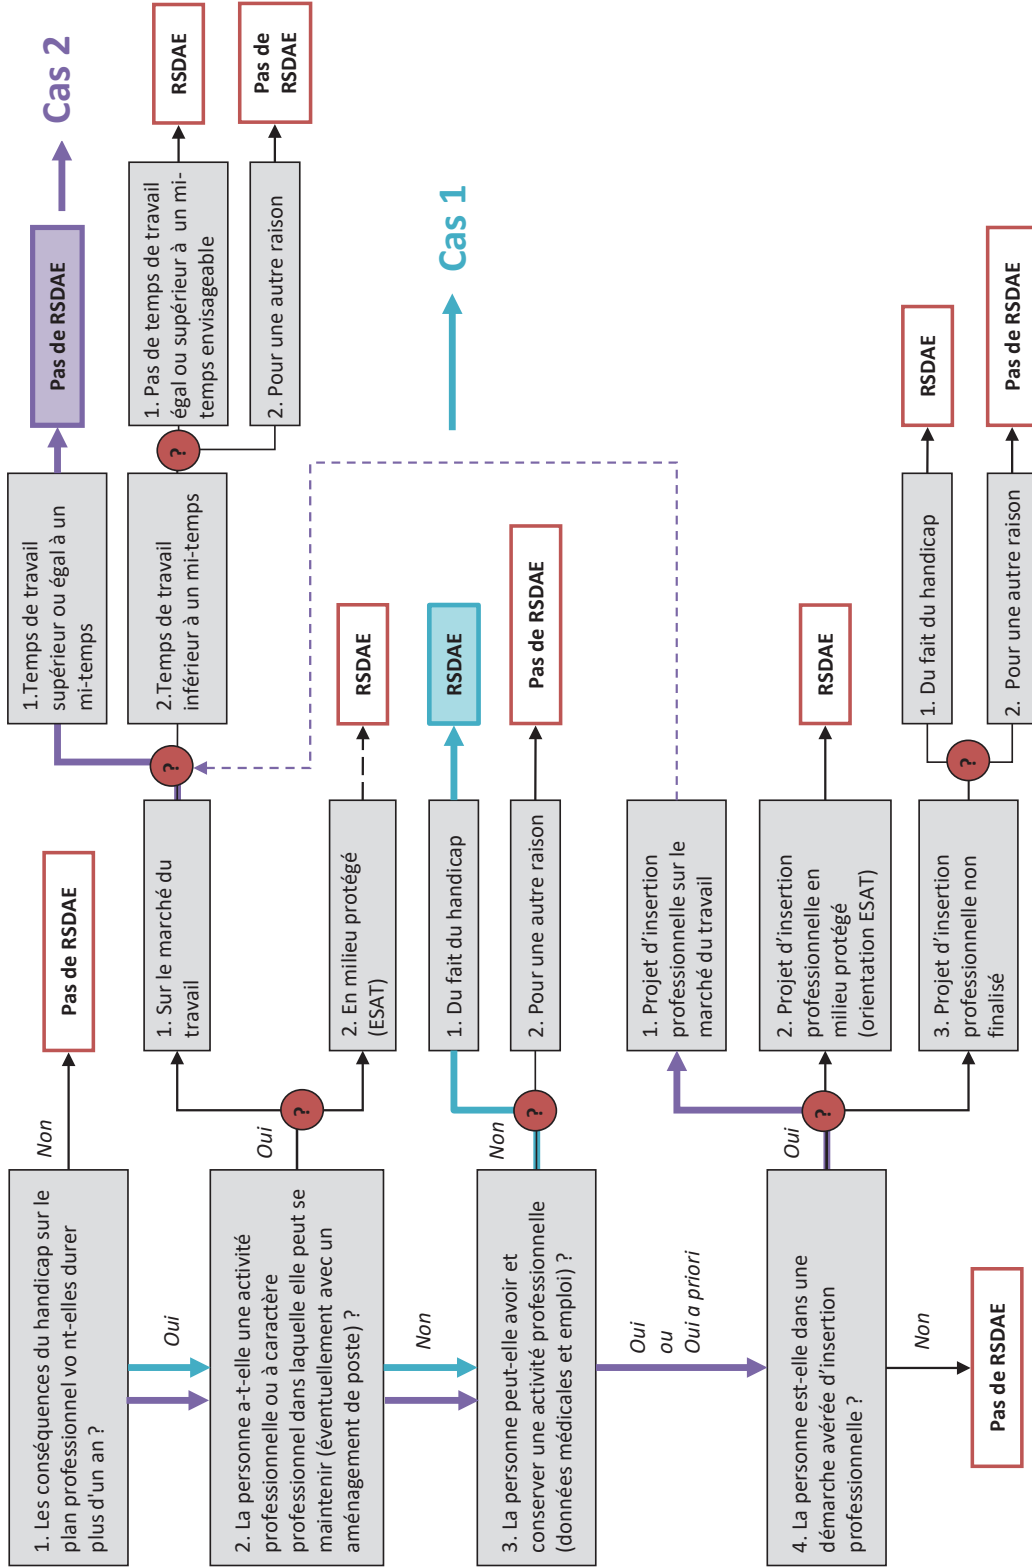 1. Les conséquences du handicap sur le
plan professionnel vo nt-elles durer
plus d'un an ?
Non
Pas de RSDAE
Oui
2. La personne a-t-elle une activité
professionnelle ou à caractère
professionnel dans laquelle elle peut se
maintenir (éventuellement avec un
aménagement de poste) ?
Oui
?
1. Sur le marché du
travail
?
1.Temps de travail
supérieur ou égal à un
mi-temps
Pas de RSDAE
Cas 2
2.Temps de travail
inférieur à un mi-temps
?
1. Pas de temps de travail
égal ou supérieur à un mi-
temps envisageable
RSDAE
2. Pour une autre raison
Pas de
RSDAE
2. En milieu protégé
(ESAT)
RSDAE
Non
3. La personne peut-elle avoir et
conserver une activité professionnelle
(données médicales et emploi) ?
Non
?
1. Du fait du handicap
RSDAE
Cas 1
2. Pour une autre raison
Pas de RSDAE
Oui
ou
Oui a priori
4. La personne est-elle dans une
démarche avérée d'insertion
professionnelle ?
Oui
?
1. Projet d'insertion
professionnelle sur le
marché du travail
2. Projet d'insertion
professionnelle en
milieu protégé
(orientation ESAT)
RSDAE
3. Projet d'insertion
professionnelle non
finalisé
?
1. Du fait du handicap
RSDAE
2. Pour une autre raison
Pas de RSDAE
Non
Pas de RSDAE